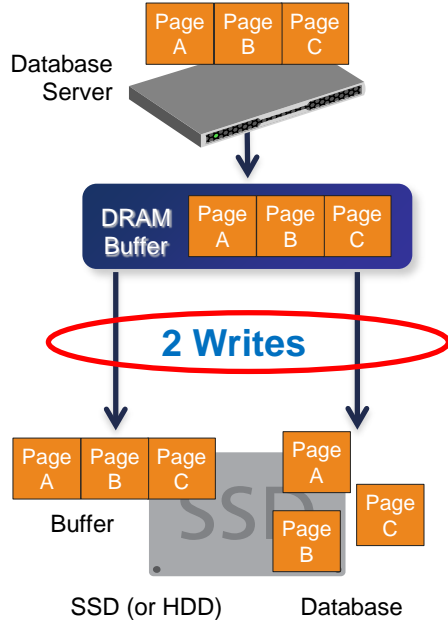 Page Page Page
A B C
Database
Server
DRAM
Buffer
Page Page Page
A B C
2 Writes
Page Page Page
A B C
Buffer
SSD
Page
A
Page
C
Page
B
SSD (or HDD) Database